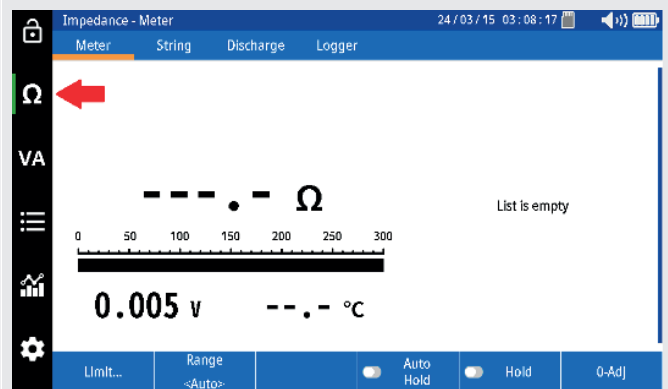 Impedance - Meter 24/03/15 03:08:17
Meter String Discharge Logger
Ω
VA
---.- Ω
List is empty
0 50 100 150 200 250 300
0.005 V --.- °C
Limit... Range <Auto> Auto Hold Hold 0-Adj